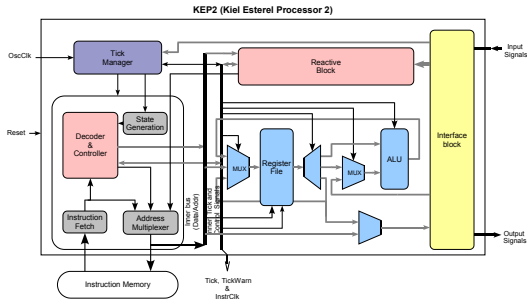 KEP2 (Kiel Esterel Processor 2)
OscClk
Tick
Manager
Reactive
Block
Input
Signals
State
Generation
Reset
Decoder
&
Controller
MUX
Register
File
MUX
ALU
Interface
block
Instruction
Fetch
Address
Multiplexer
Inner bus
(Data/Addr)
Inner Tick and
Control Signals
Output
Signals
Instruction Memory
Tick, TickWarn
&
InstrClk